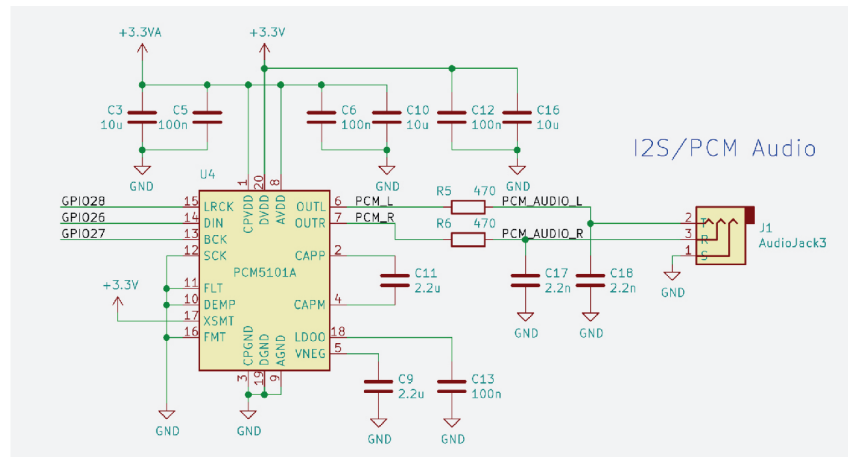 +3.3VA
+3.3V
C3
10u
C5
100n
C6
100n
C10
10u
C12
100n
C16
10u
GND
GND
GND
GND
I2S/PCM Audio
U4
1
20
8
CPVDD
DVDD
AVDD
GPIO28
15
LRCK
OUTL
6
PCM_L
R5
470
PCM_AUDIO_L
GPIO26
14
DIN
OUTR
7
PCM_R
R6
470
PCM_AUDIO_R
GPIO27
13
BCK
12
SCK
CAPP
2
PCM5101A
C11
2.2u
11
FLT
10
DEMP
CAPM
4
+3.3V
17
XSMT
16
FMT
LDOO
18
VNEG
5
CPGND
DGND
AGND
3
19
9
2
T
3
R
1
S
J1
AudioJack3
GND
C17
2.2n
C18
2.2n
GND
GND
C9
2.2u
C13
100n
GND
GND
GND
GND